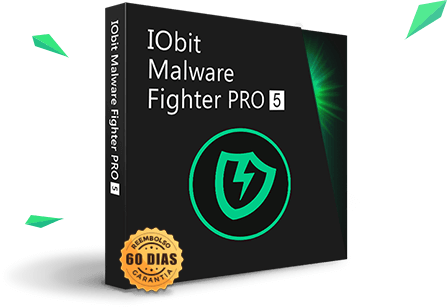 IObit
Malware
Fighter PRO 5
IObit Malware Fighter PRO 5
REEMBOLSO
60 DIAS
GARANTIA